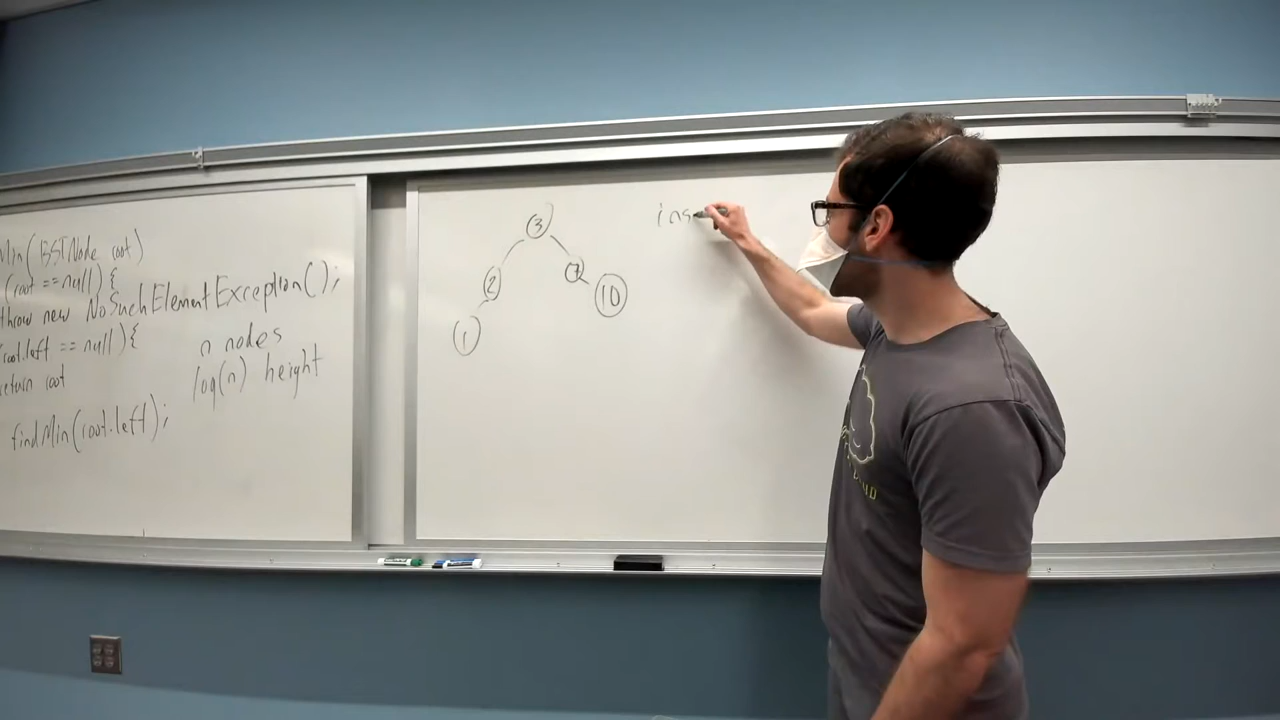 Min(BSTNode root)
(root == null) {
throw new NoSuchElementException();
root.left == null) {
return root
findMin(root.left);
n nodes
log(n) height
3
2
10
1
ins